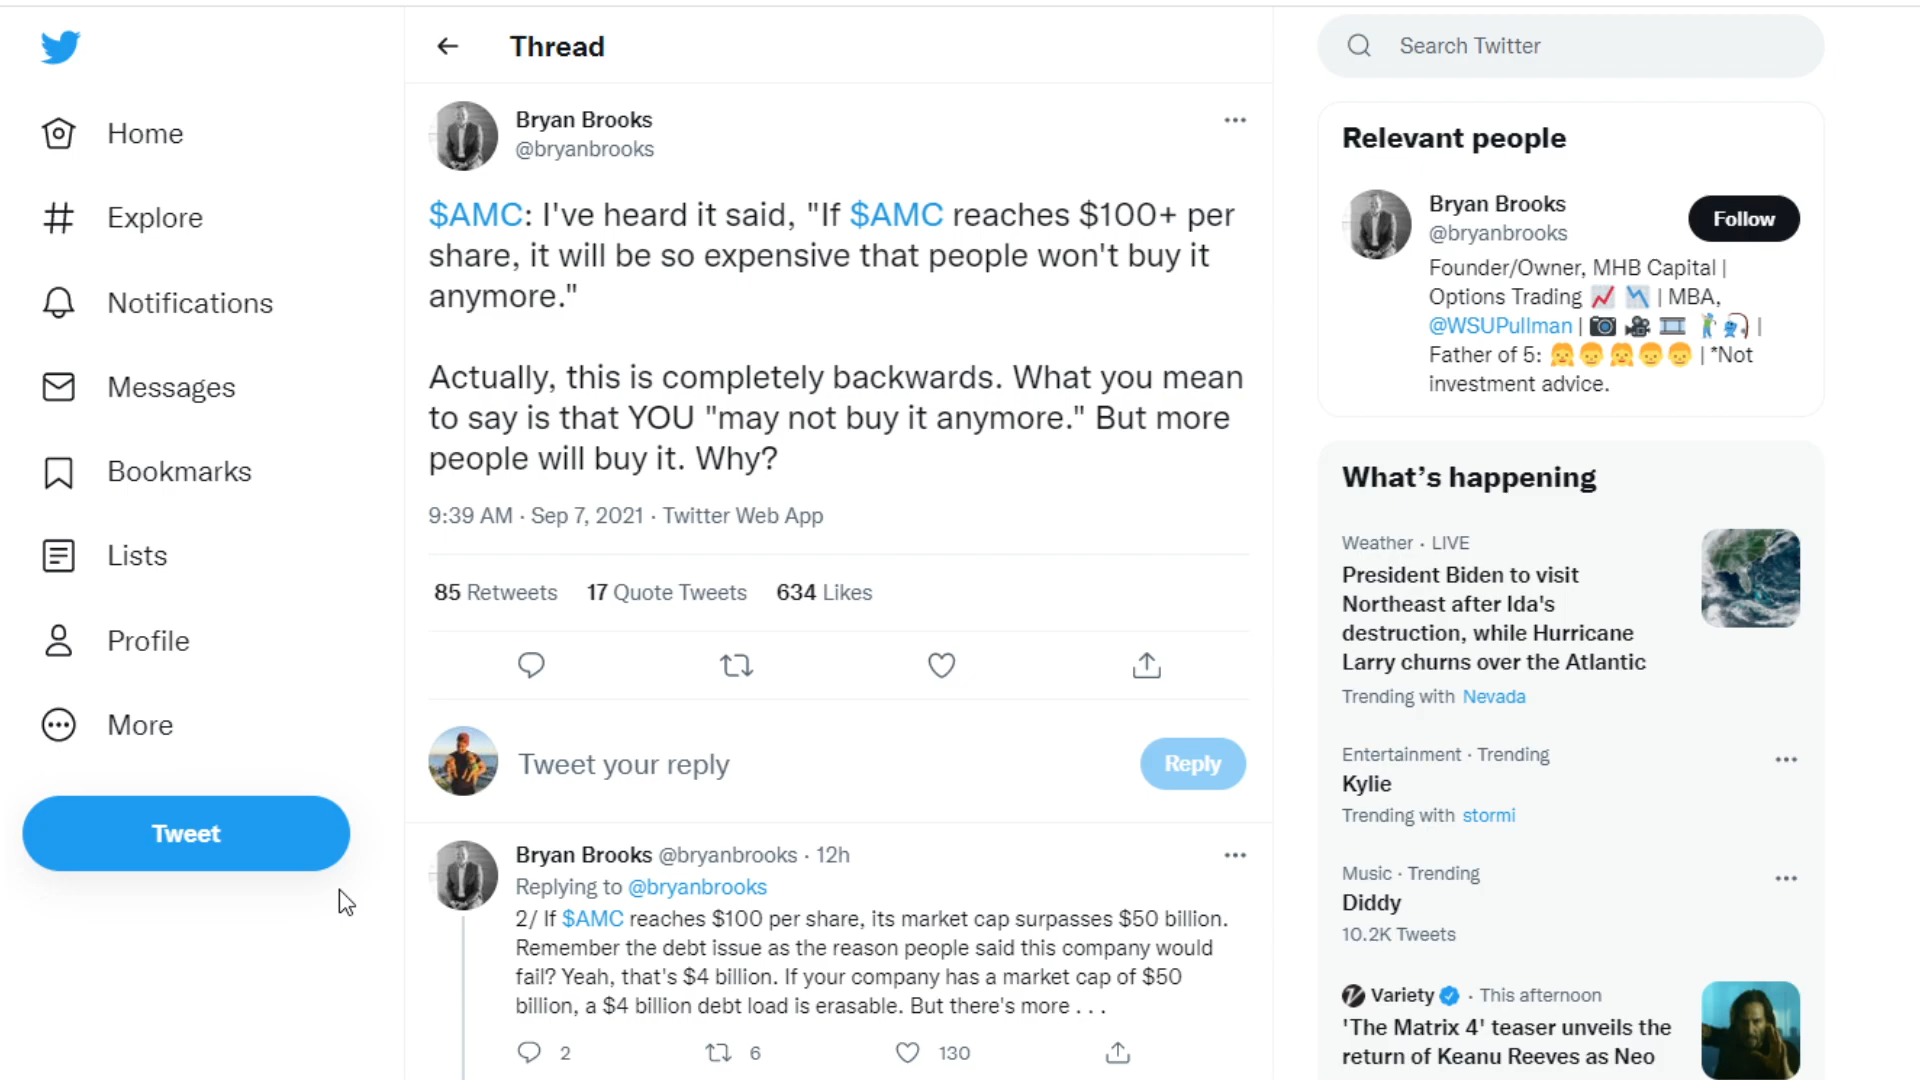 Home
Explore
Notifications
Messages
Bookmarks
Lists
Profile
More
Tweet
Thread
Bryan Brooks
@bryanbrooks
$AMC: I've heard it said, "If $AMC reaches $100+ per
share, it will be so expensive that people won't buy it
anymore."
Actually, this is completely backwards. What you mean
to say is that YOU "may not buy it anymore." But more
people will buy it. Why?
9:39 AM · Sep 7, 2021 · Twitter Web App
85 Retweets 17 Quote Tweets 634 Likes
Tweet your reply
Reply
Bryan Brooks @bryanbrooks · 12h
Replying to @bryanbrooks
2/ If $AMC reaches $100 per share, its market cap surpasses $50 billion.
Remember the debt issue as the reason people said this company would
fail? Yeah, that's $4 billion. If your company has a market cap of $50
billion, a $4 billion debt load is erasable. But there's more . . .
2 6 130
Search Twitter
Relevant people
Bryan Brooks
@bryanbrooks
Follow
Founder/Owner, MHB Capital |
Options Trading 📈 📉 | MBA,
@WSUPullman | 📷 🎥 🎞 🏌 🎣 |
Father of 5: 👧👦👧👦👦 | *Not
investment advice.
What's happening
Weather · LIVE
President Biden to visit
Northeast after Ida's
destruction, while Hurricane
Larry churns over the Atlantic
Trending with Nevada
Entertainment · Trending
Kylie
Trending with stormi
Music · Trending
Diddy
10.2K Tweets
Variety · This afternoon
'The Matrix 4' teaser unveils the
return of Keanu Reeves as Neo